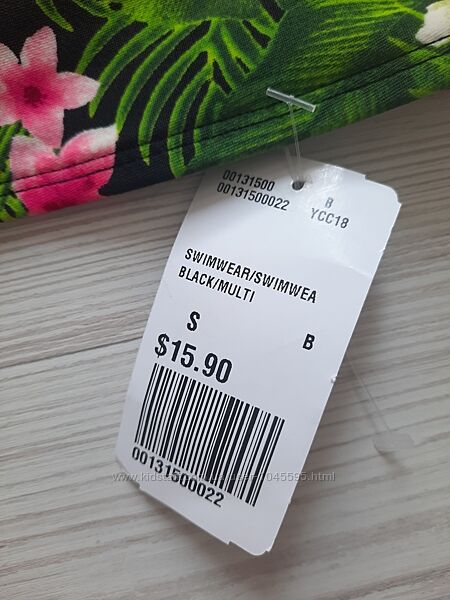 00131500 B
00131500022 YCC18
SWIMWEAR/SWIMWEA
BLACK/MULTI
S B
$15.90
00131500022